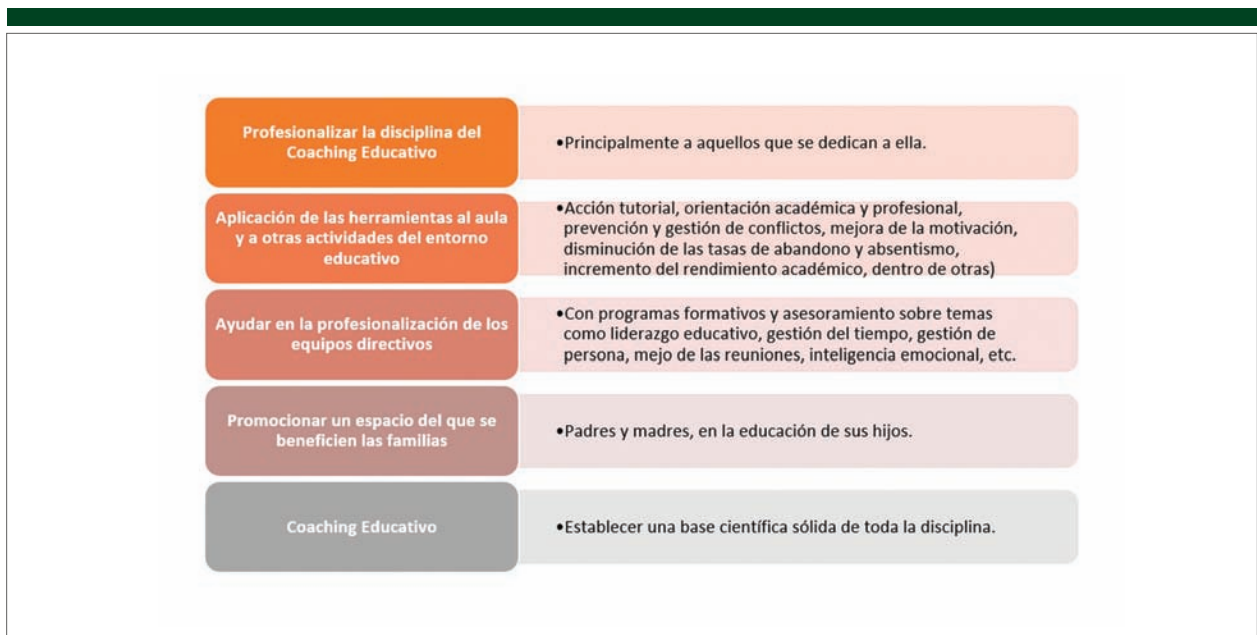 Profesionalizar la disciplina del
Coaching Educativo
•Principalmente a aquellos que se dedican a ella.
Aplicación de las herramientas al aula
y a otras actividades del entorno
educativo
•Acción tutorial, orientación académica y profesional,
prevención y gestión de conflictos, mejora de la motivación,
disminución de las tasas de abandono y absentismo,
incremento del rendimiento académico, dentro de otras)
Ayudar en la profesionalización de los
equipos directivos
•Con programas formativos y asesoramiento sobre temas
como liderazgo educativo, gestión del tiempo, gestión de
persona, mejo de las reuniones, inteligencia emocional, etc.
Promocionar un espacio del que se
beneficien las familias
•Padres y madres, en la educación de sus hijos.
Coaching Educativo
•Establecer una base científica sólida de toda la disciplina.